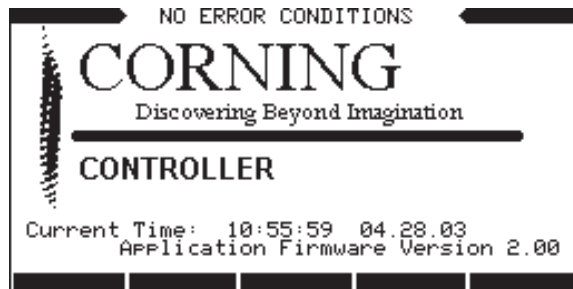 NO ERROR CONDITIONS
CORNING
Discovering Beyond Imagination
CONTROLLER
Current Time: 10:55:59 04.28.03
Application Firmware Version 2.00